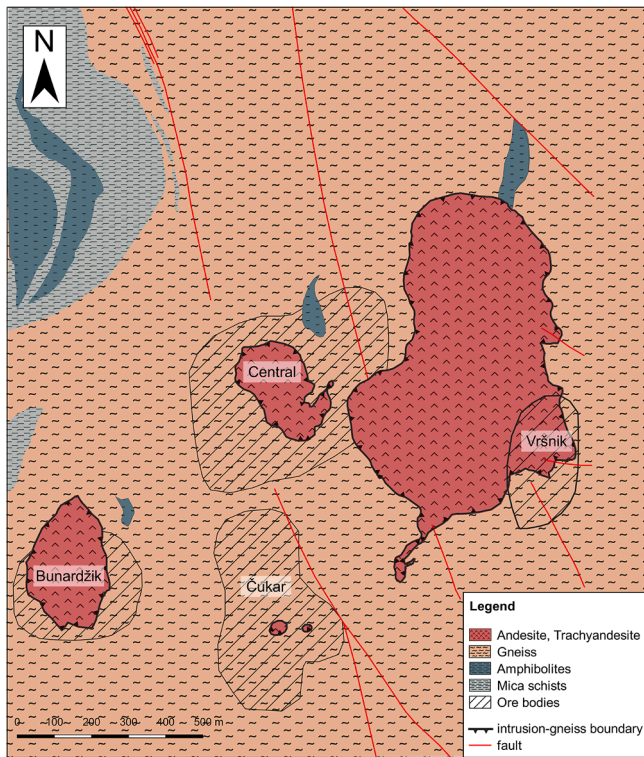 N
Central
Vršnik
Bunardžik
Čukar
Legend
Andesite, Trachyandesite
Gneiss
Amphibolites
Mica schists
Ore bodies
intrusion-gneiss boundary
fault
0 100 200 300 400 500 m